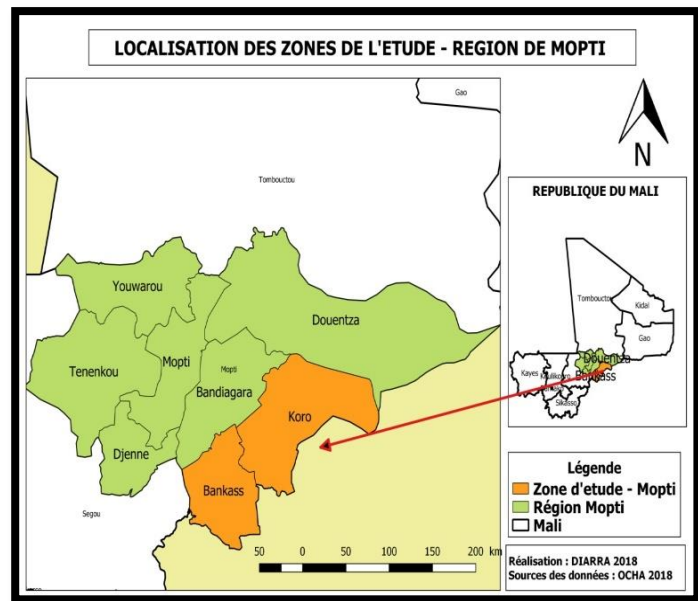 LOCALISATION DES ZONES DE L'ETUDE - REGION DE MOPTI
Gao
N
Tombouctou
Youwarou
Douentza
Tenenkou
Mopti
Mopti
Bandiagara
Koro
Djenne
Bankass
Segou
50 0 50 100 150 200 km
REPUBLIQUE DU MALI
Tombouctou
Kidal
Gao
Douentza
Kayes
Bankass
Sikasso
Légende
Zone d'etude - Mopti
Région Mopti
Mali
Réalisation : DIARRA 2018
Sources des données : OCHA 2018